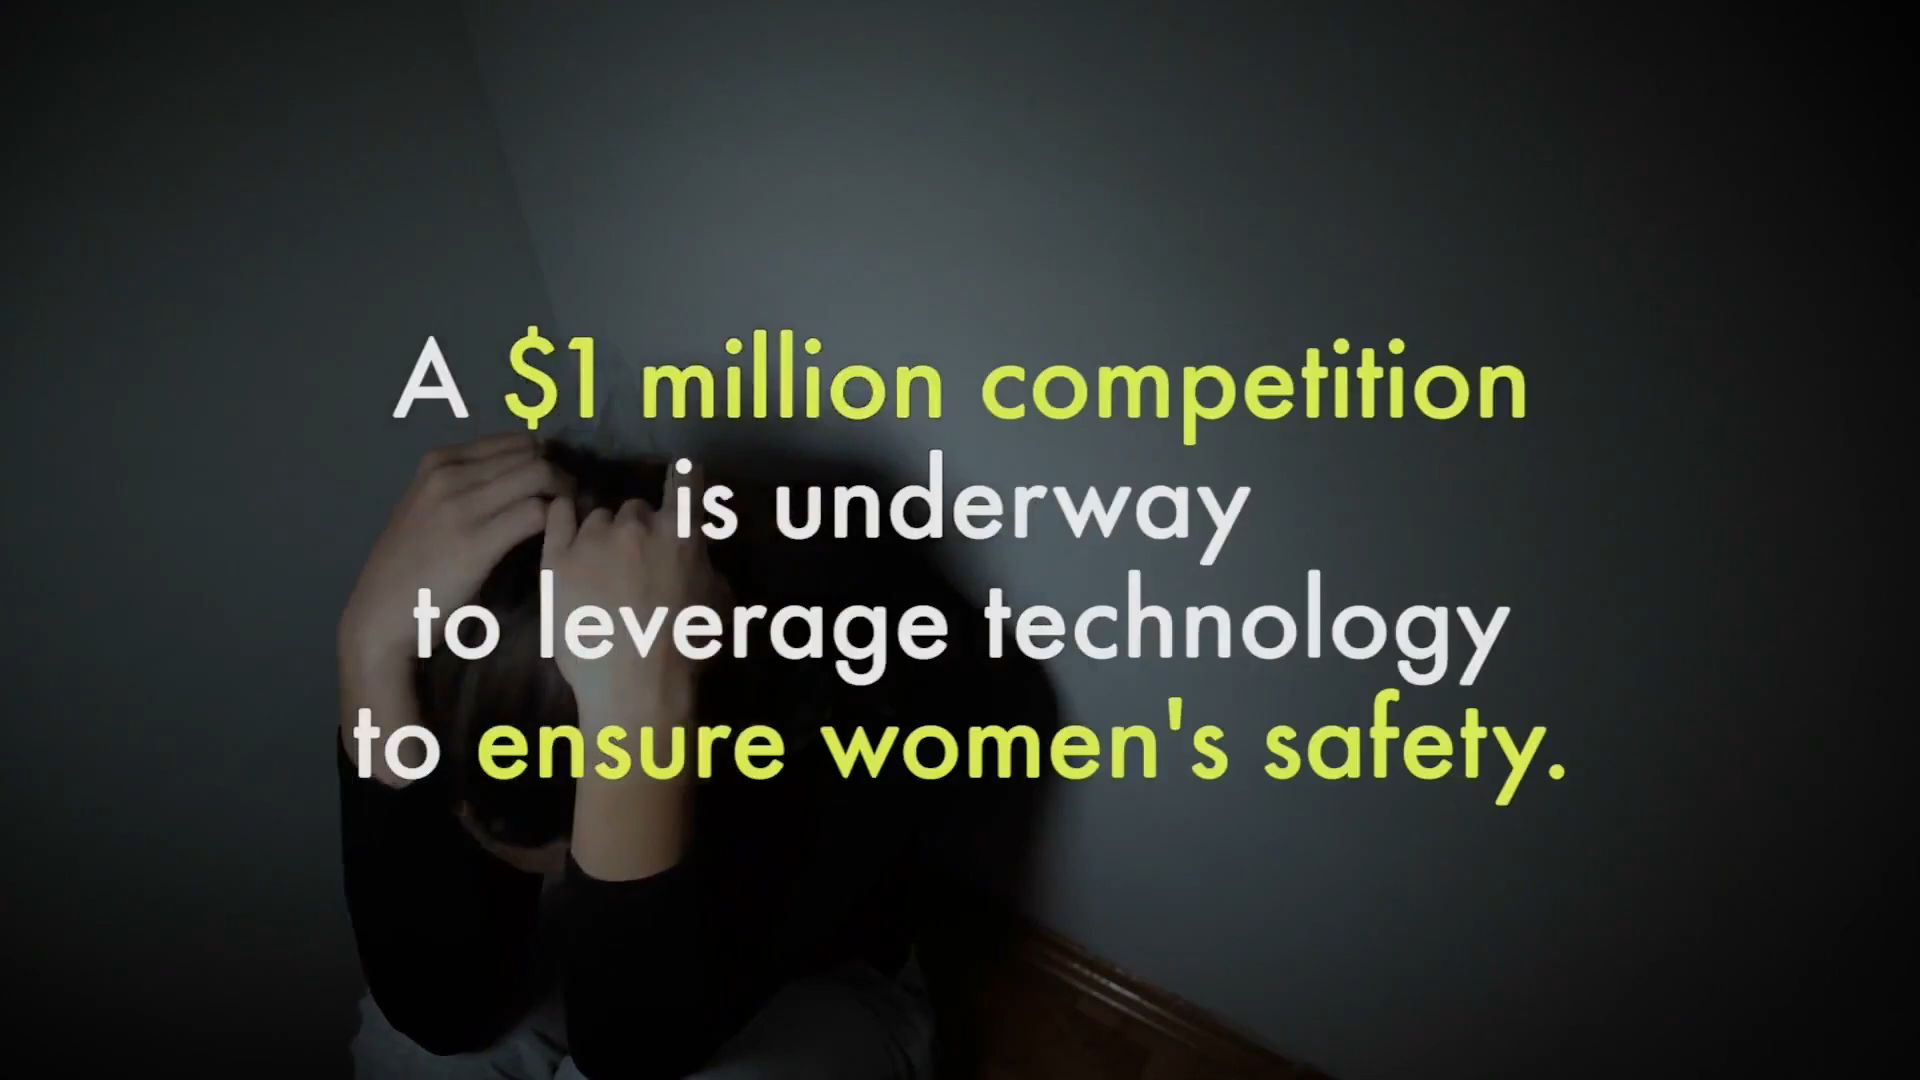 A $1 million competition
is underway
to leverage technology
to ensure women's safety.